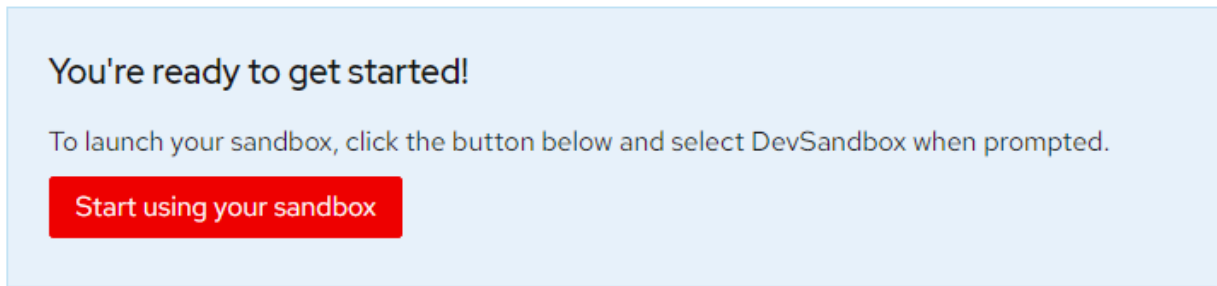 You're ready to get started!
To launch your sandbox, click the button below and select DevSandbox when prompted.
Start using your sandbox